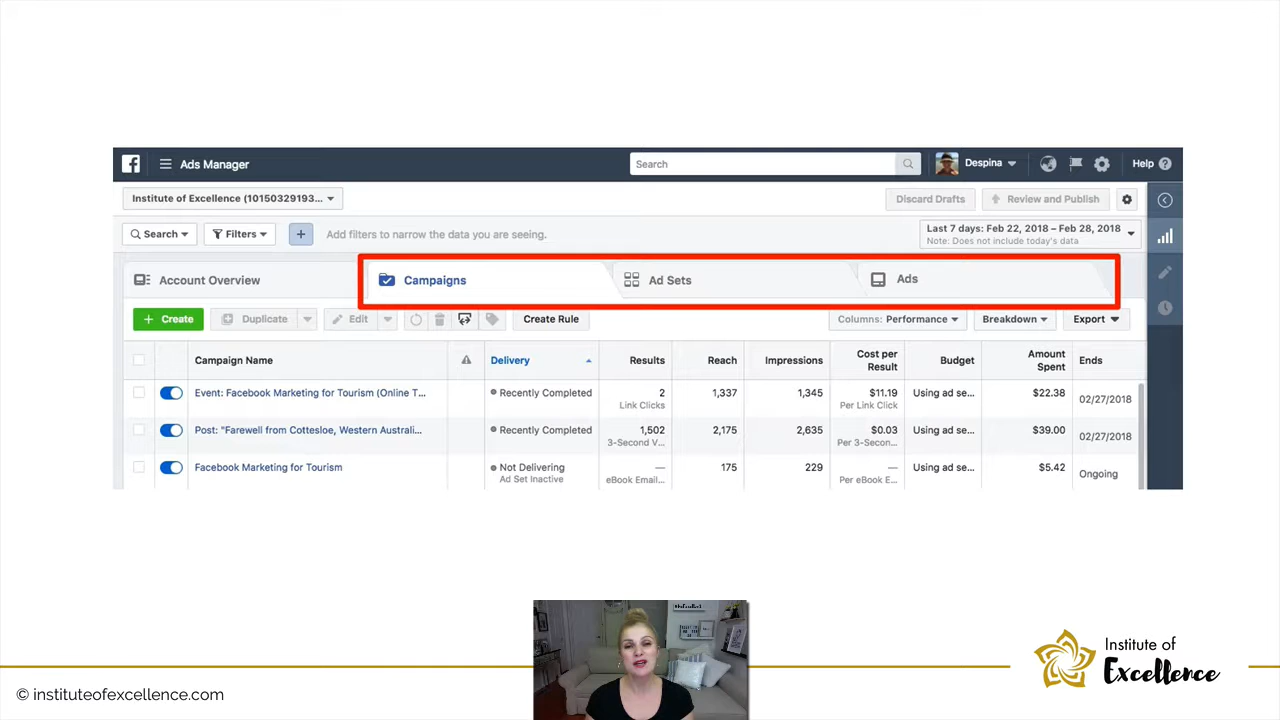 Ads Manager
Search
Despina
Help
Institute of Excellence (10150329193...
Discard Drafts
Review and Publish
Search
Filters
Add filters to narrow the data you are seeing.
Last 7 days: Feb 22, 2018 – Feb 28, 2018
Note: Does not include today's data
Account Overview
Campaigns
Ad Sets
Ads
+ Create
Duplicate
Edit
Create Rule
Columns: Performance
Breakdown
Export
Campaign Name
Delivery
Results
Reach
Impressions
Cost per
Result
Budget
Amount
Spent
Ends
Event: Facebook Marketing for Tourism (Online T...
Recently Completed
2
Link Clicks
1,337
1,345
$11.19
Per Link Click
Using ad se...
$22.38
02/27/2018
Post: "Farewell from Cottesloe, Western Australi...
Recently Completed
1,502
3-Second V...
2,175
2,635
$0.03
Per 3-Secon...
Using ad se...
$39.00
02/27/2018
Facebook Marketing for Tourism
Not Delivering
Ad Set Inactive
—
eBook Email...
175
229
—
Per eBook E...
Using ad se...
$5.42
Ongoing
© instituteofexcellence.com
Institute of
Excellence